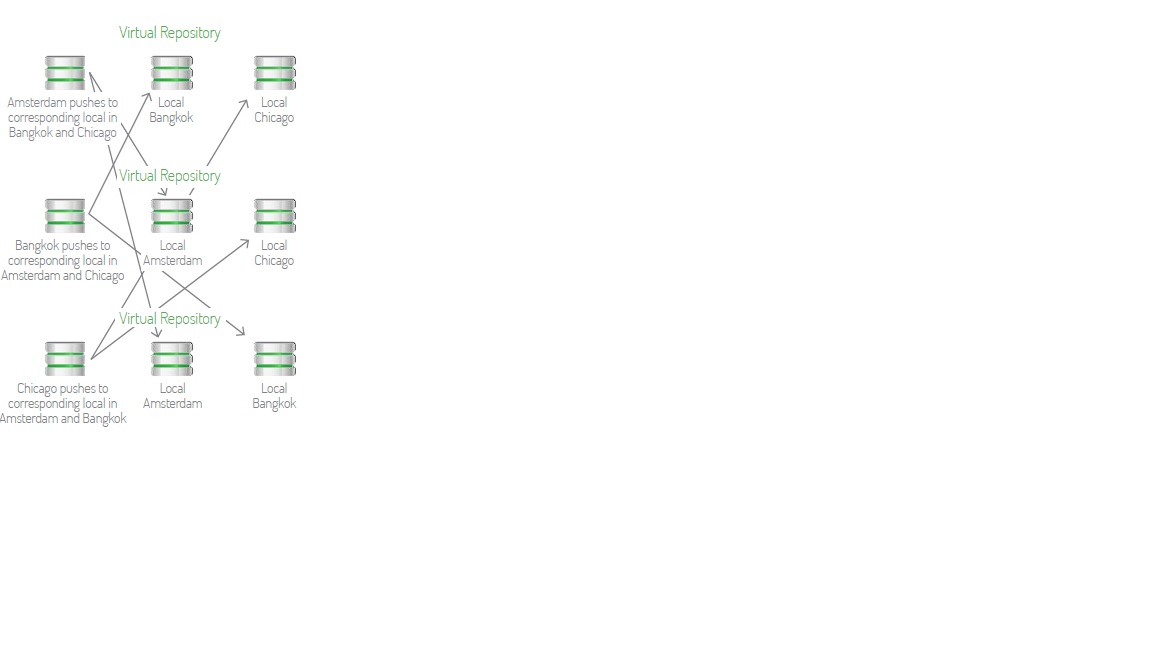 Virtual Repository
Amsterdam pushes to
corresponding local in
Bangkok and Chicago
Local
Bangkok
Local
Chicago
Virtual Repository
Bangkok pushes to
corresponding local in
Amsterdam and Chicago
Local
Amsterdam
Local
Chicago
Virtual Repository
Chicago pushes to
corresponding local in
Amsterdam and Bangkok
Local
Amsterdam
Local
Bangkok